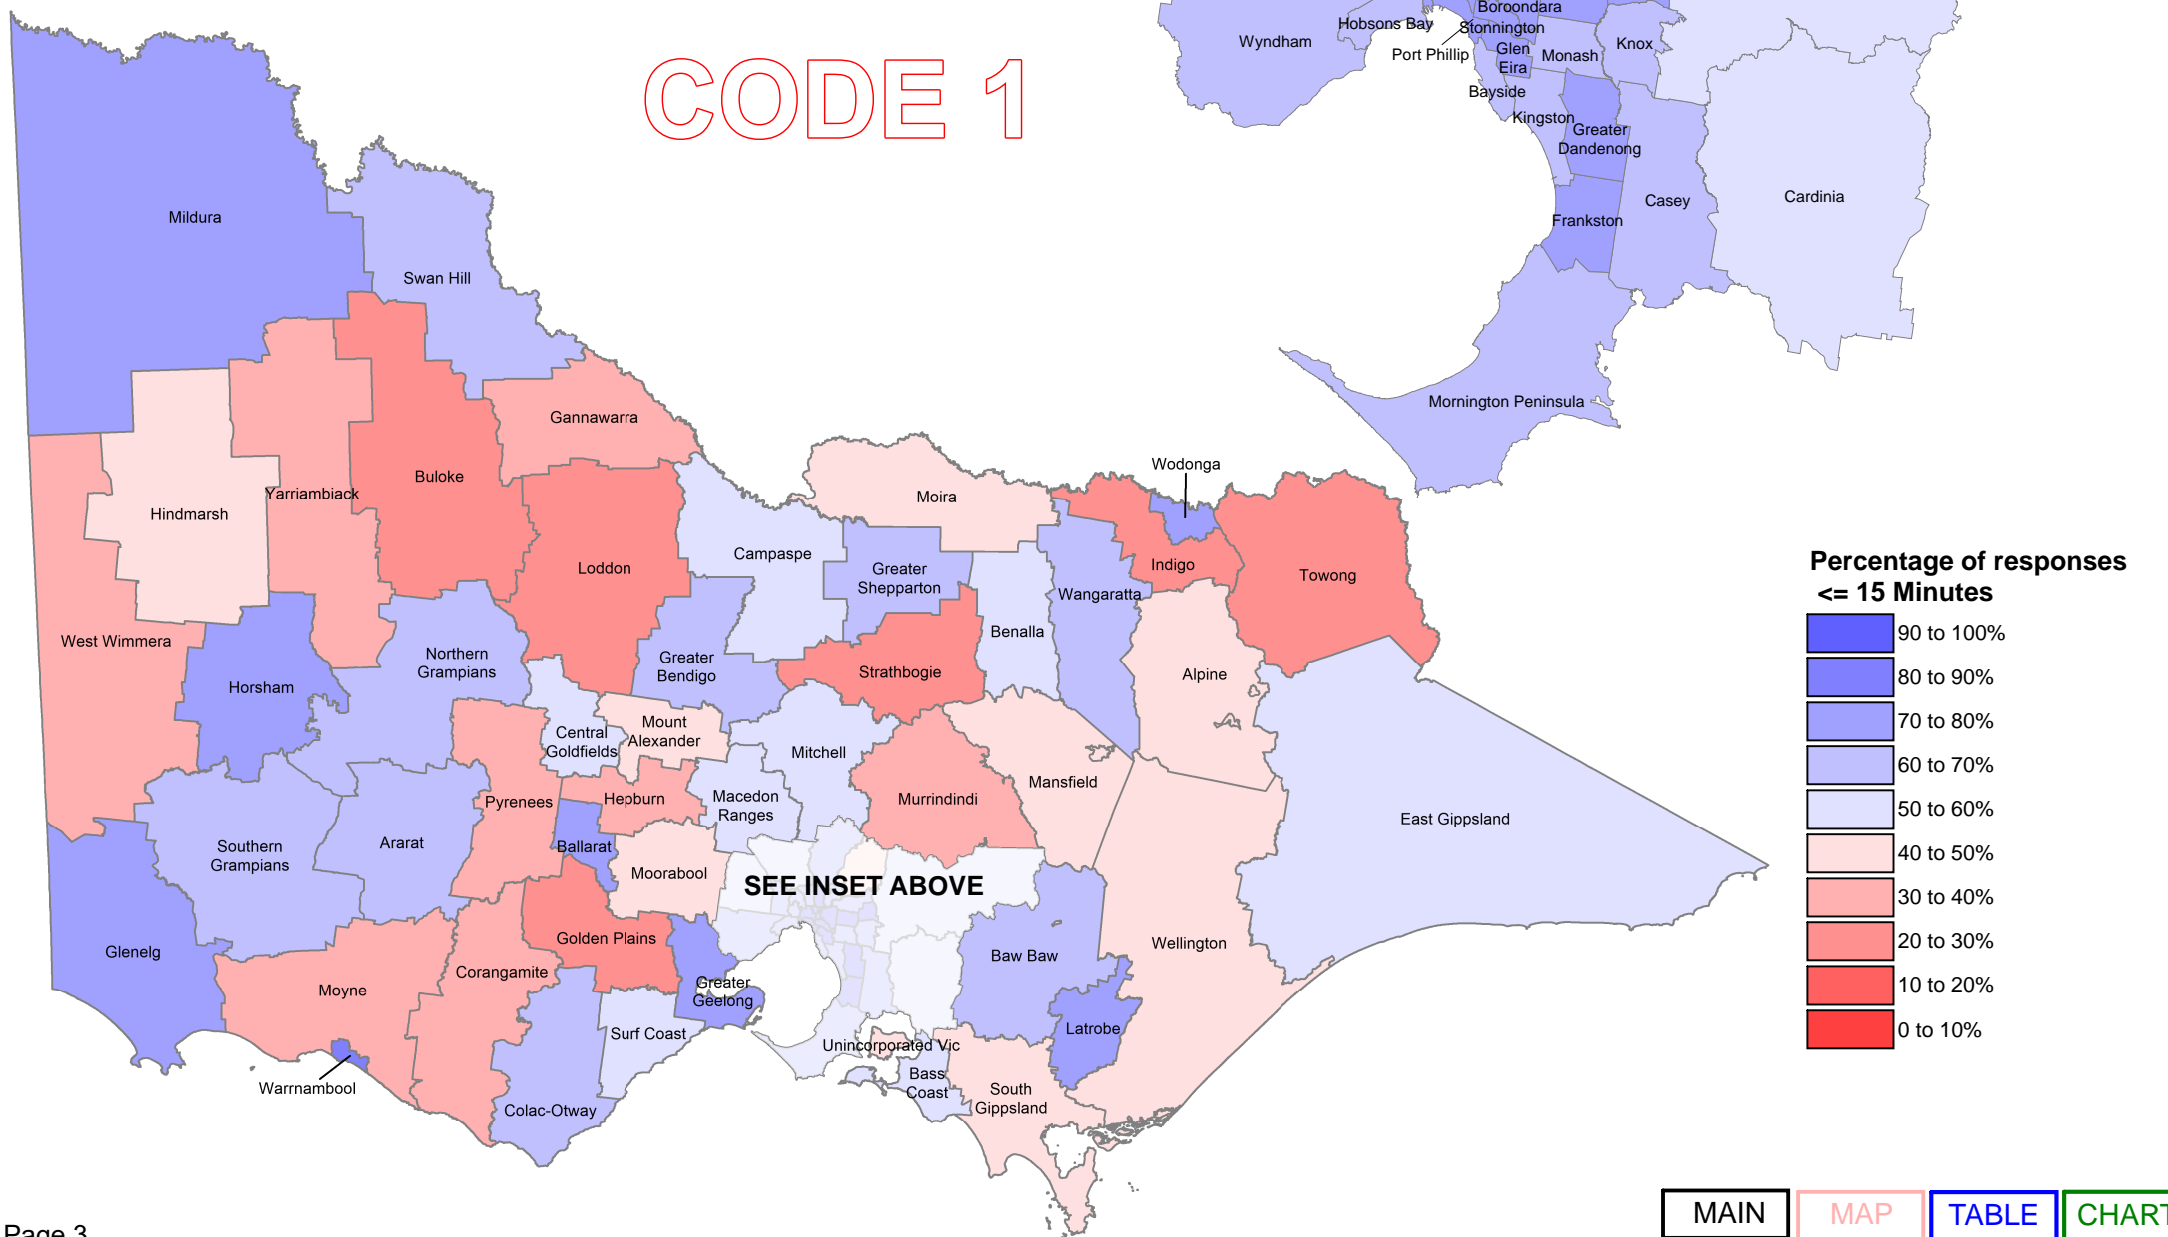 Boroondara
Hobsons Bay
Stonnington
Wyndham
Port Phillip
Glen
Eira
Monash
Knox
Bayside
Kingston
Greater
Dandenong
Casey
Cardinia
Frankston
Mornington Peninsula
CODE 1
Mildura
Swan Hill
Gannawarra
Buloke
Yarriambiack
Hindmarsh
Moira
Wodonga
Campaspe
Greater
Shepparton
Loddon
Indigo
Towong
Wangaratta
Benalla
West Wimmera
Horsham
Northern
Grampians
Greater
Bendigo
Strathbogie
Alpine
Central
Goldfields
Mount
Alexander
Mitchell
Mansfield
Pyrenees
Hepburn
Macedon
Ranges
Murrindindi
East Gippsland
Southern
Grampians
Ararat
Ballarat
Moorabool
SEE INSET ABOVE
Glenelg
Golden Plains
Wellington
Baw Baw
Moyne
Corangamite
Greater
Geelong
Surf Coast
Latrobe
Unincorporated Vic
Warrnambool
Colac-Otway
Bass
Coast
South
Gippsland
Percentage of responses
<= 15 Minutes
90 to 100%
80 to 90%
70 to 80%
60 to 70%
50 to 60%
40 to 50%
30 to 40%
20 to 30%
10 to 20%
0 to 10%
Page 3
MAIN
MAP
TABLE
CHART